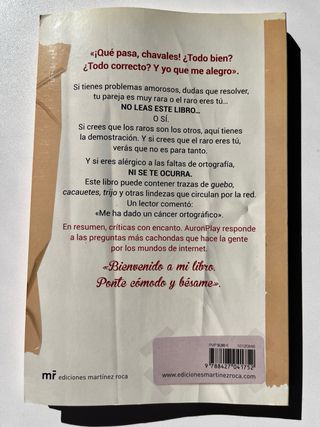 «¡Qué pasa, chavales! ¿Todo bien?
¿Todo correcto? Y yo que me alegro».
Si tienes problemas amorosos, dudas que resolver,
tu pareja es muy rara o el raro eres tú...
NO LEAS ESTE LIBRO...
O SÍ.
Si crees que los raros son los otros, aquí tienes
la demostración. Y si crees que el raro eres tú,
verás que no es para tanto.
Y si eres alérgico a las faltas de ortografía,
NI SE TE OCURRA.
Este libro puede contener trazas de guebo,
cacauetes, trijo y otras lindezas que circulan por la red.
Un lector comentó:
«Me ha dado un cáncer ortográfico».
En resumen, críticas con encanto. AuronPlay responde
a las preguntas más cachondas que hace la gente
por los mundos de internet.
«Bienvenido a mi libro.
Ponte cómodo y bésame».
9 788427 041752
mr ediciones martínez roca
www.edicionesmartinezroca.com